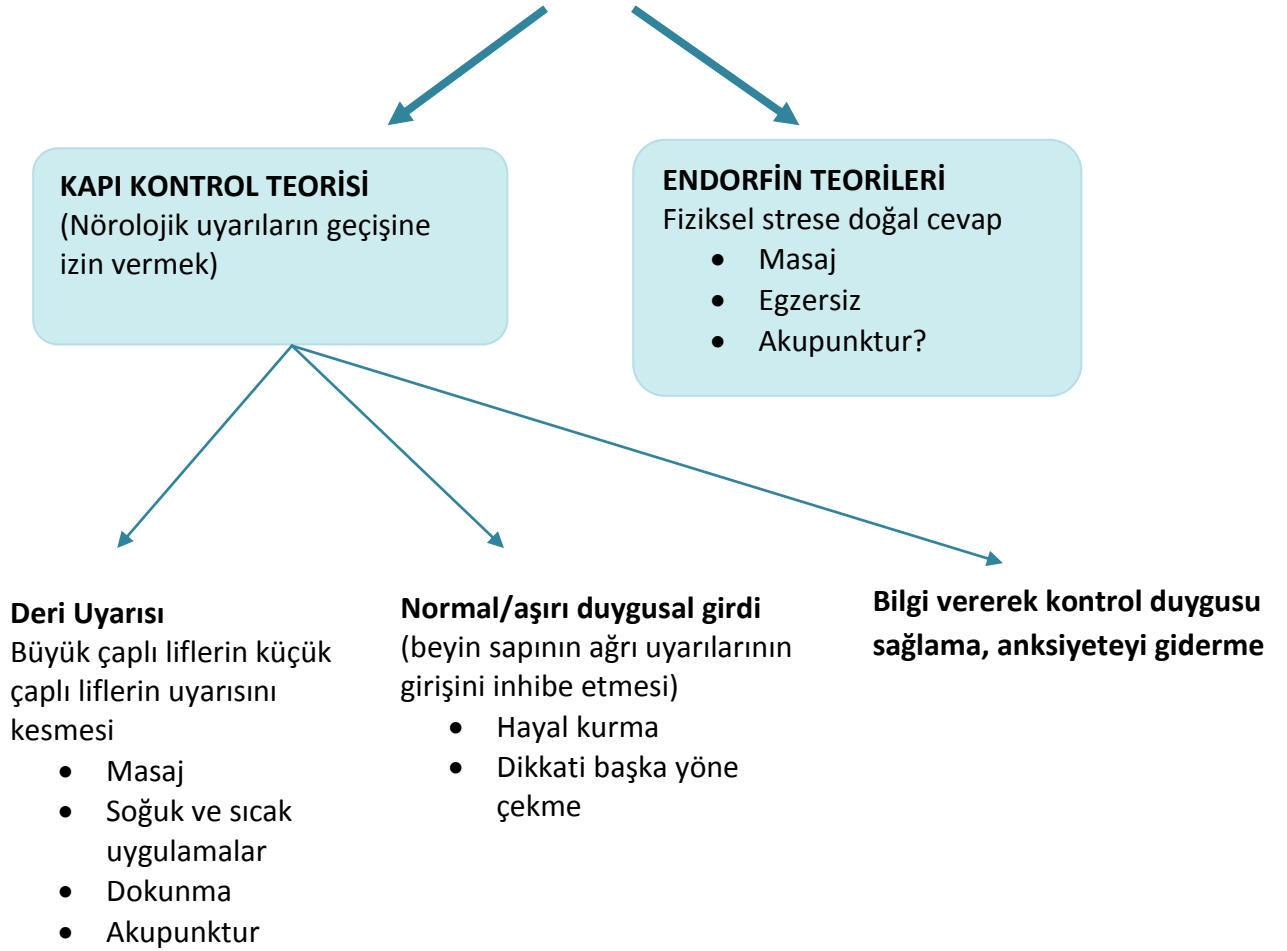 KAPI KONTROL TEORİSİ
(Nörolojik uyarıların geçişine
izin vermek)
ENDORFİN TEORİLERİ
Fiziksel strese doğal cevap
• Masaj
• Egzersiz
• Akupunktur?
Deri Uyarısı
Büyük çaplı liflerin küçük
çaplı liflerin uyarısını
kesmesi
• Masaj
• Soğuk ve sıcak
uygulamalar
• Dokunma
• Akupunktur
Normal/aşırı duygusal girdi
(beyin sapının ağrı uyarılarının
girişini inhibe etmesi)
• Hayal kurma
• Dikkati başka yöne
çekme
Bilgi vererek kontrol duygusu
sağlama, anksiyeteyi giderme